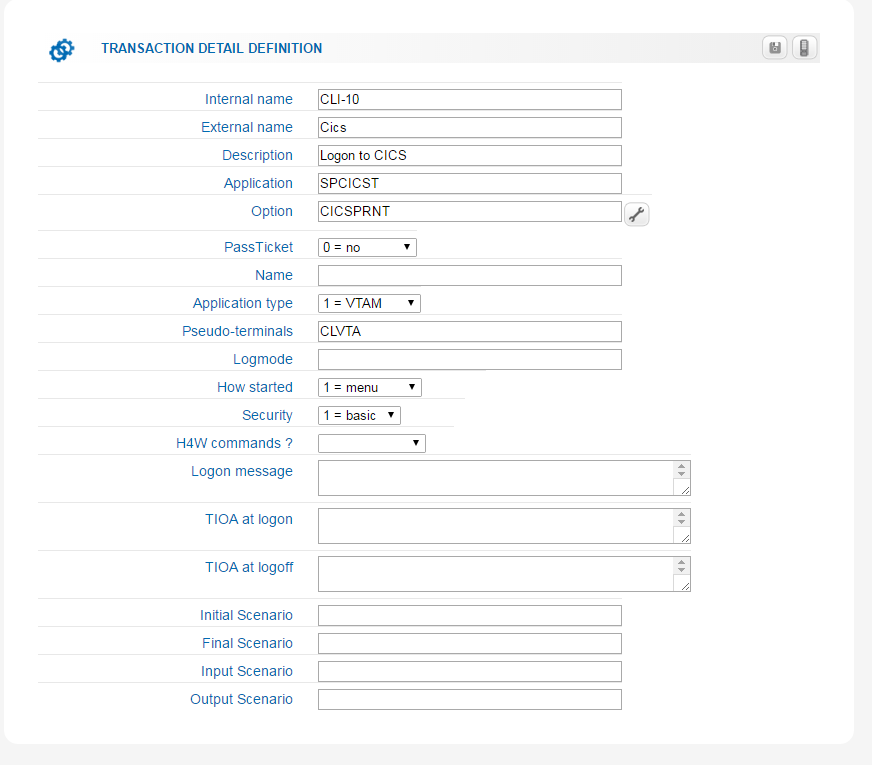 TRANSACTION DETAIL DEFINITION
Internal name CLI-10
External name Cics
Description Logon to CICS
Application SPCICST
Option CICSPRNT
PassTicket 0 = no
Name
Application type 1 = VTAM
Pseudo-terminals CLVTA
Logmode
How started 1 = menu
Security 1 = basic
H4W commands ?
Logon message
TIOA at logon
TIOA at logoff
Initial Scenario
Final Scenario
Input Scenario
Output Scenario